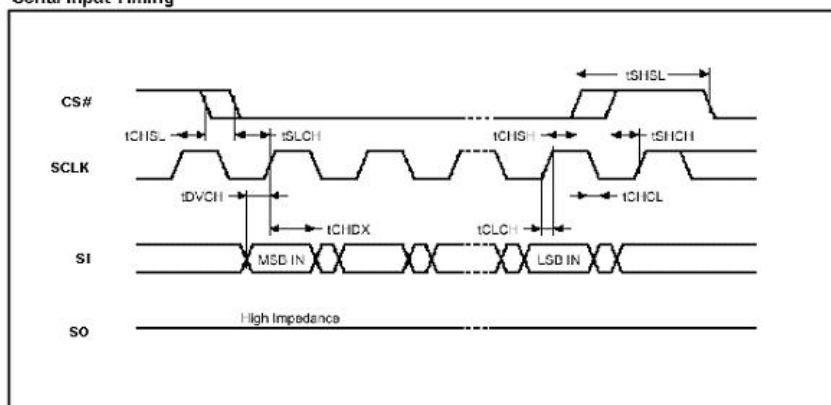 Serial Input Timing
tSHSL
CS#
tCHSL
tSLCH
tCHSH
tSHCH
SCLK
tDVCH
tCHCL
tCHDX
tCLCH
SI
MSB IN
LSB IN
High Impedance
SO